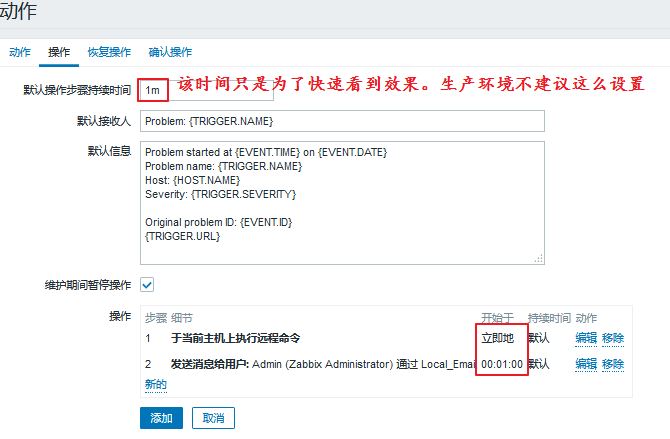 动作
动作 操作 恢复操作 确认操作
默认操作步骤持续时间 1m 该时间只是为了快速看到效果。生产环境不建议这么设置
默认接收人 Problem: {TRIGGER.NAME}
默认信息 Problem started at {EVENT.TIME} on {EVENT.DATE}
Problem name: {TRIGGER.NAME}
Host: {HOST.NAME}
Severity: {TRIGGER.SEVERITY}
Original problem ID: {EVENT.ID}
{TRIGGER.URL}
维护期间暂停操作
操作 步骤 细节 开始于 持续时间 动作
1 于当前主机上执行远程命令 立即地 默认 编辑 移除
2 发送消息给用户: Admin (Zabbix Administrator) 通过 Local_Email 00:01:00 默认 编辑 移除
新的
添加 取消